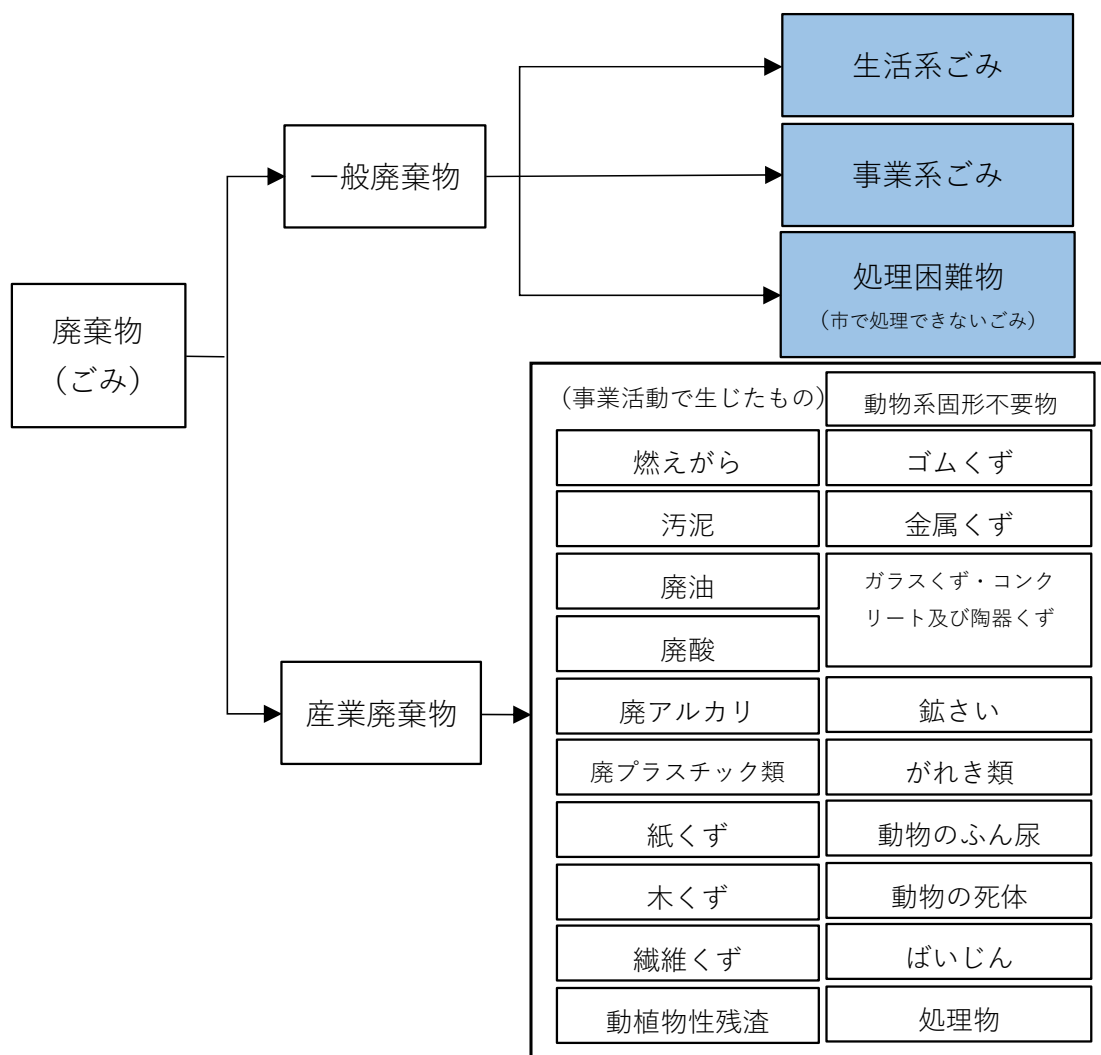 廃棄物
(ごみ)
一般廃棄物
生活系ごみ
事業系ごみ
処理困難物
(市で処理できないごみ)
産業廃棄物
(事業活動で生じたもの)
燃えがら
汚泥
廃油
廃酸
廃アルカリ
廃プラスチック類
紙くず
木くず
繊維くず
動植物性残渣
動物系固形不要物
ゴムくず
金属くず
ガラスくず・コンク
リート及び陶器くず
鉱さい
がれき類
動物のふん尿
動物の死体
ばいじん
処理物